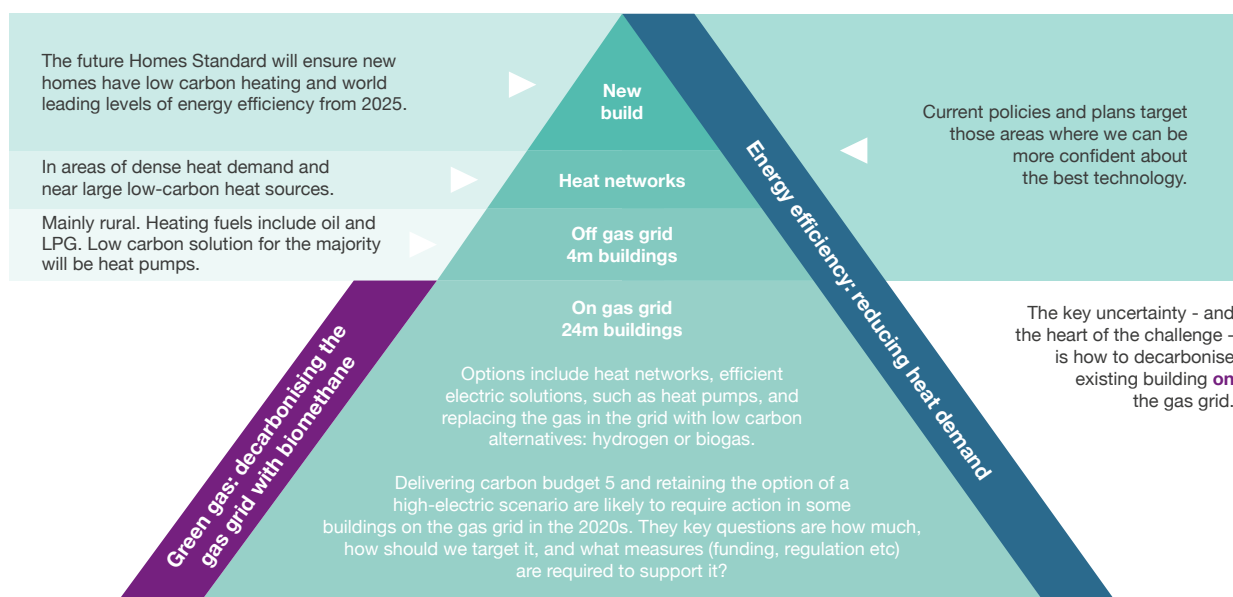 The future Homes Standard will ensure new
homes have low carbon heating and world
leading levels of energy efficiency from 2025.
New
build
Current policies and plans target
those areas where we can be
more confident about
the best technology.
In areas of dense heat demand and
near large low-carbon heat sources.
Heat networks
Mainly rural. Heating fuels include oil and
LPG. Low carbon solution for the majority
will be heat pumps.
Off gas grid
4m buildings
Energy efficiency: reducing heat demand
Green gas: decarbonising the
gas grid with biomethane
On gas grid
24m buildings
The key uncertainty - and
the heart of the challenge -
is how to decarbonise
existing building on
the gas grid.
Options include heat networks, efficient
electric solutions, such as heat pumps, and
replacing the gas in the grid with low carbon
alternatives: hydrogen or biogas.
Delivering carbon budget 5 and retaining the option of a
high-electric scenario are likely to require action in some
buildings on the gas grid in the 2020s. They key questions are how much,
how should we target it, and what measures (funding, regulation etc)
are required to support it?